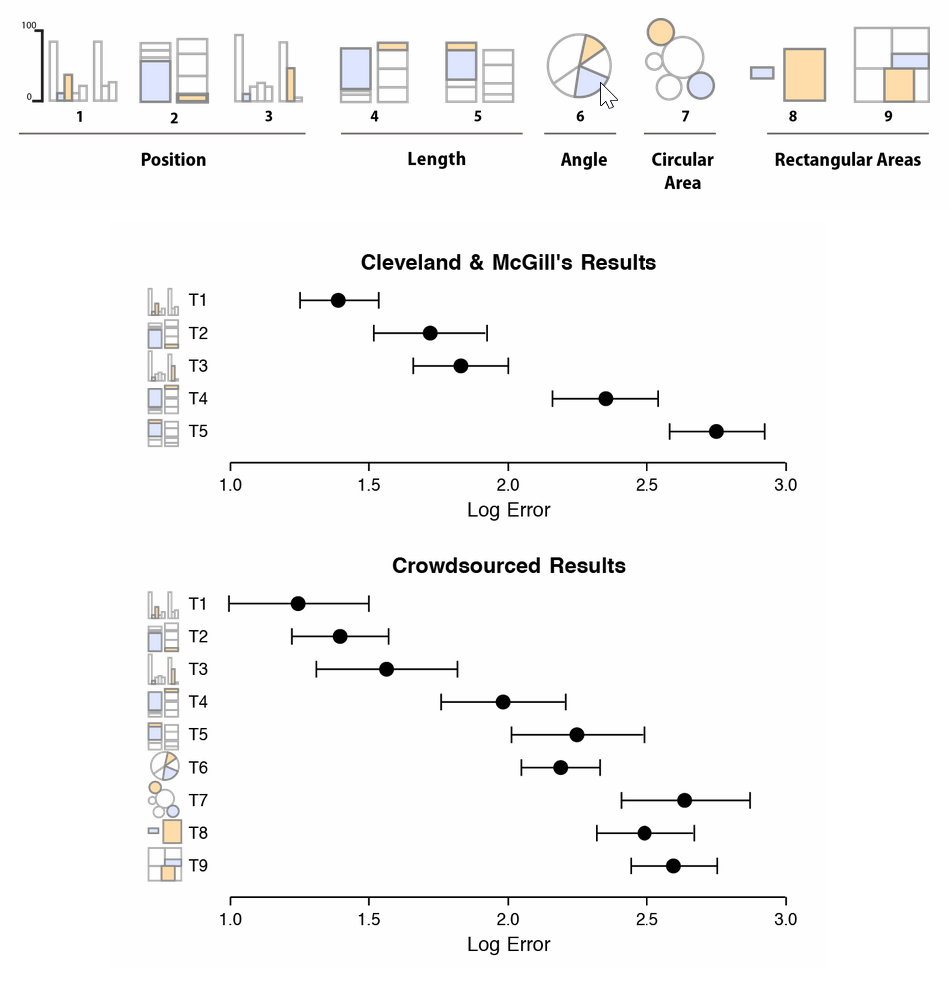 100
0
1 2 3 4 5 6 7 8 9
Position Length Angle Circular Area Rectangular Areas
Cleveland & McGill's Results
T1
T2
T3
T4
T5
1.0 1.5 2.0 2.5 3.0
Log Error
Crowdsourced Results
T1
T2
T3
T4
T5
T6
T7
T8
T9
1.0 1.5 2.0 2.5 3.0
Log Error